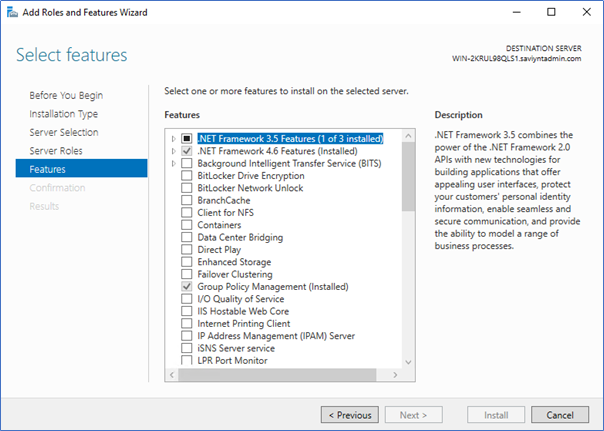 Add Roles and Features Wizard
Select features
DESTINATION SERVER
WIN-2KRUL98QLS1.saviyntadmin.com
Before You Begin
Installation Type
Server Selection
Server Roles
Features
Confirmation
Results
Select one or more features to install on the selected server.
Features
.NET Framework 3.5 Features (1 of 3 installed)
.NET Framework 4.6 Features (Installed)
Background Intelligent Transfer Service (BITS)
BitLocker Drive Encryption
BitLocker Network Unlock
BranchCache
Client for NFS
Containers
Data Center Bridging
Direct Play
Enhanced Storage
Failover Clustering
Group Policy Management (Installed)
I/O Quality of Service
IIS Hostable Web Core
Internet Printing Client
IP Address Management (IPAM) Server
iSNS Server service
LPR Port Monitor
Description
.NET Framework 3.5 combines the
power of the .NET Framework 2.0
APIs with new technologies for
building applications that offer
appealing user interfaces, protect
your customers' personal identity
information, enable seamless and
secure communication, and provide
the ability to model a range of
business processes.
< Previous
Next >
Install
Cancel